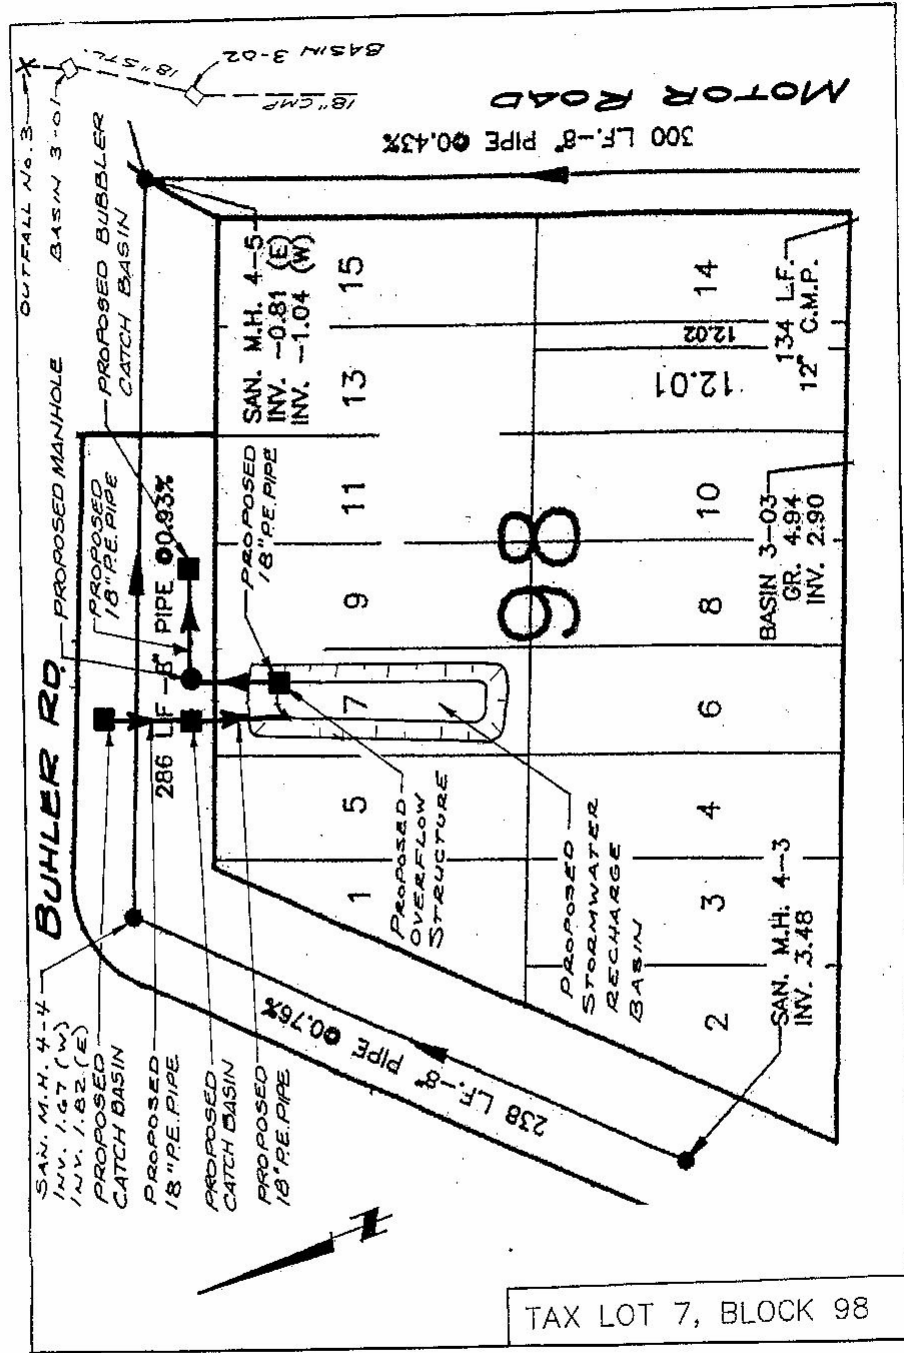 OUTFALL No. 3
BASIN 3-01
18" STL.
BASIN 3-02
18" CMP
MOTOR ROAD
300 L.F.-8" PIPE @0.43%
PROPOSED BUBBLER
CATCH BASIN
PROPOSED MANHOLE
PROPOSED
18" P.E. PIPE
BUHLER RD.
286 L.F.-8" PIPE @0.93%
SAN. M.H. 4-5
INV. -0.81 (E)
INV. -1.04 (W)
PROPOSED
18" P.E. PIPE
15
13
11
9
7
5
1
14
12.02
12.01
10
8
6
4
3
2
98
134 L.F.
12" C.M.P.
BASIN 3-03
GR. 4.94
INV. 2.90
PROPOSED
OVERFLOW
STRUCTURE
PROPOSED
STORMWATER
RECHARGE
BASIN
SAN. M.H. 4-3
INV. 3.48
238 L.F.-8" PIPE @0.76%
SAN. M.H. 4-4
INV. 1.67 (W)
INV. 1.82 (E)
PROPOSED
CATCH BASIN
PROPOSED
18" P.E. PIPE
PROPOSED
CATCH BASIN
PROPOSED
18" P.E. PIPE
N
TAX LOT 7, BLOCK 98